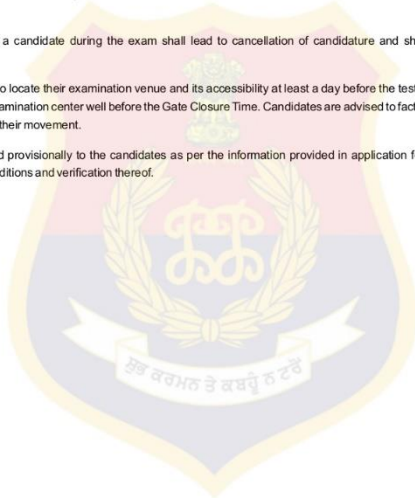 a candidate during the exam shall lead to cancellation of candidature and sh
o locate their examination venue and its accessibility at least a day before the test
amination center well before the Gate Closure Time. Candidates are advised to fact
their movement.
d provisionally to the candidates as per the information provided in application f
ditions and verification thereof.
ਸ਼ੁਭ ਕਰਮਨ ਤੇ ਕਬਹੂੰ ਨ ਟਰੋਂ